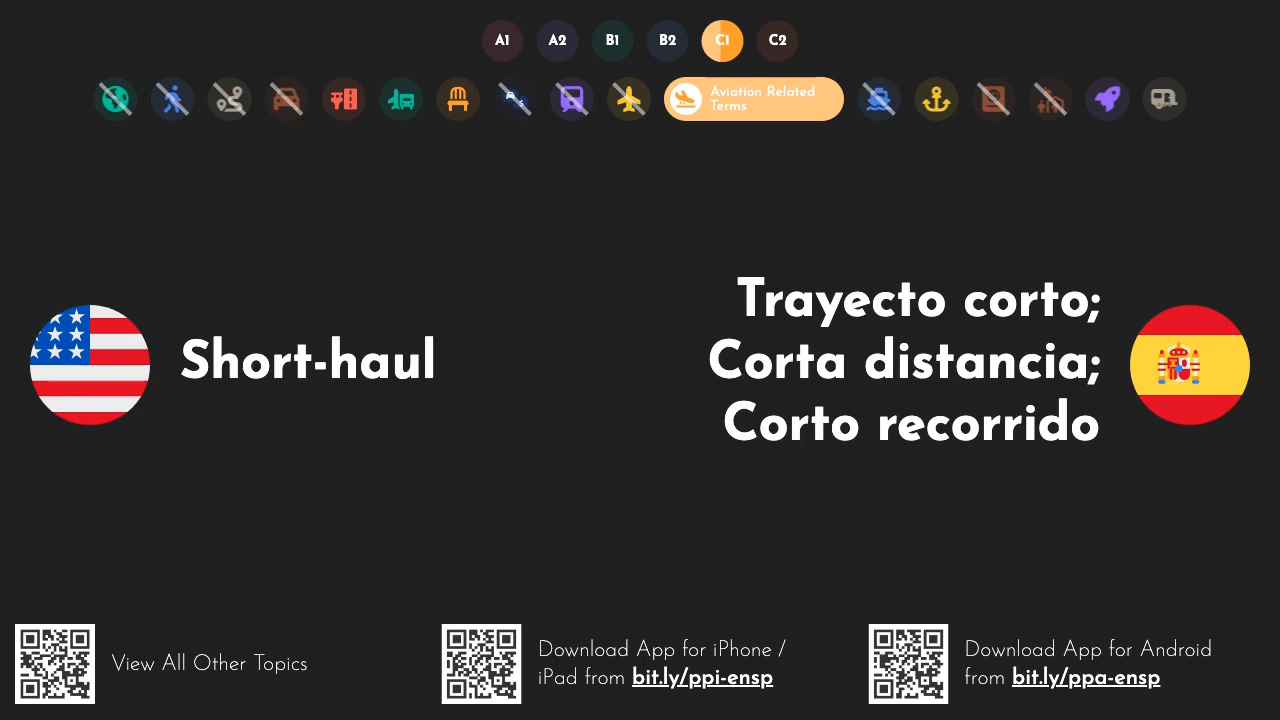 A1 A2 B1 B2 C1 C2
Aviation Related
Terms
Short-haul
Trayecto corto;
Corta distancia;
Corto recorrido
View All Other Topics
Download App for iPhone /
iPad from bit.ly/ppi-ensp
Download App for Android
from bit.ly/ppa-ensp